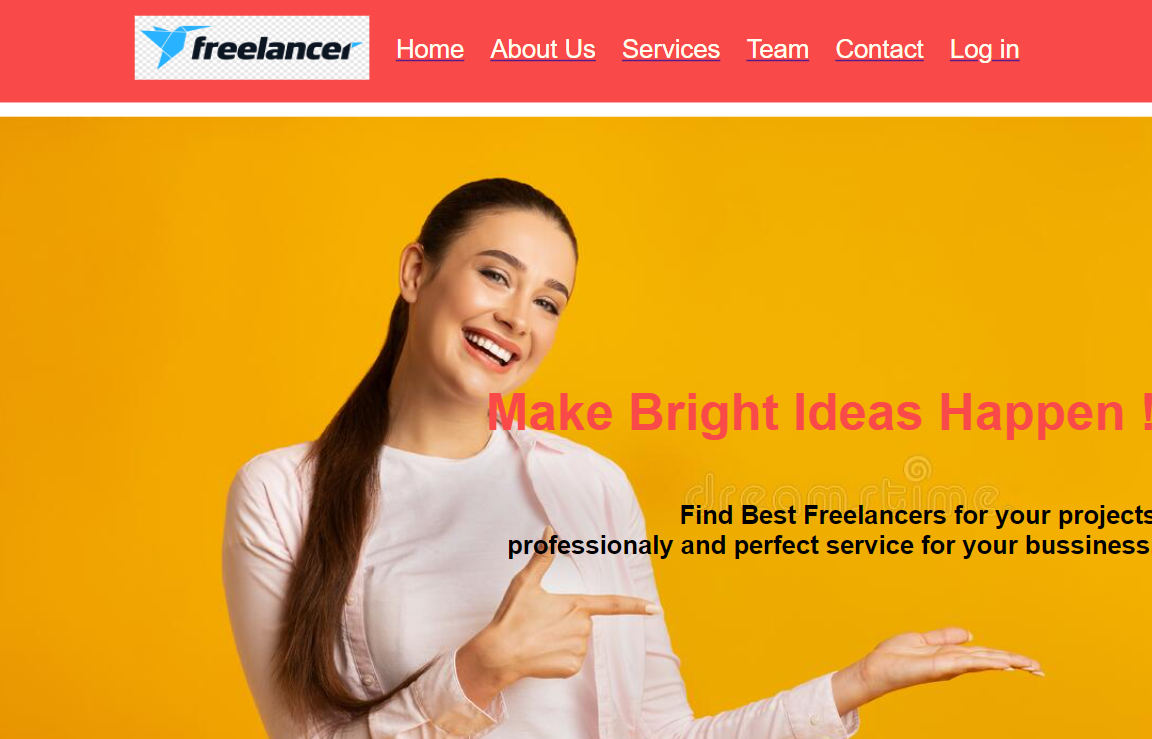 freelancer Home About Us Services Team Contact Log in
Make Bright Ideas Happen !
dreamstime
Find Best Freelancers for your projects
professionaly and perfect service for your bussiness